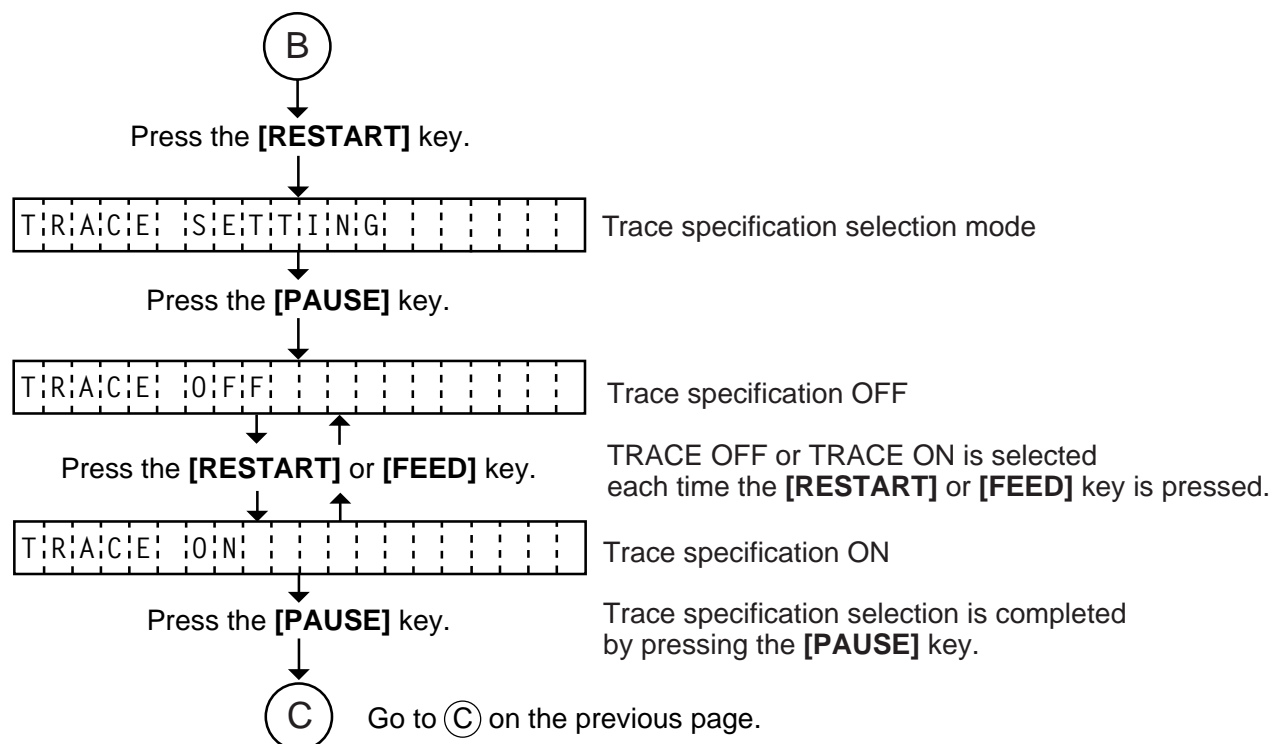 B
Press the [RESTART] key.
TRACE SETTING Trace specification selection mode
Press the [PAUSE] key.
TRACE OFF Trace specification OFF
Press the [RESTART] or [FEED] key.
TRACE OFF or TRACE ON is selected
each time the [RESTART] or [FEED] key is pressed.
TRACE ON Trace specification ON
Press the [PAUSE] key.
Trace specification selection is completed
by pressing the [PAUSE] key.
C Go to C on the previous page.